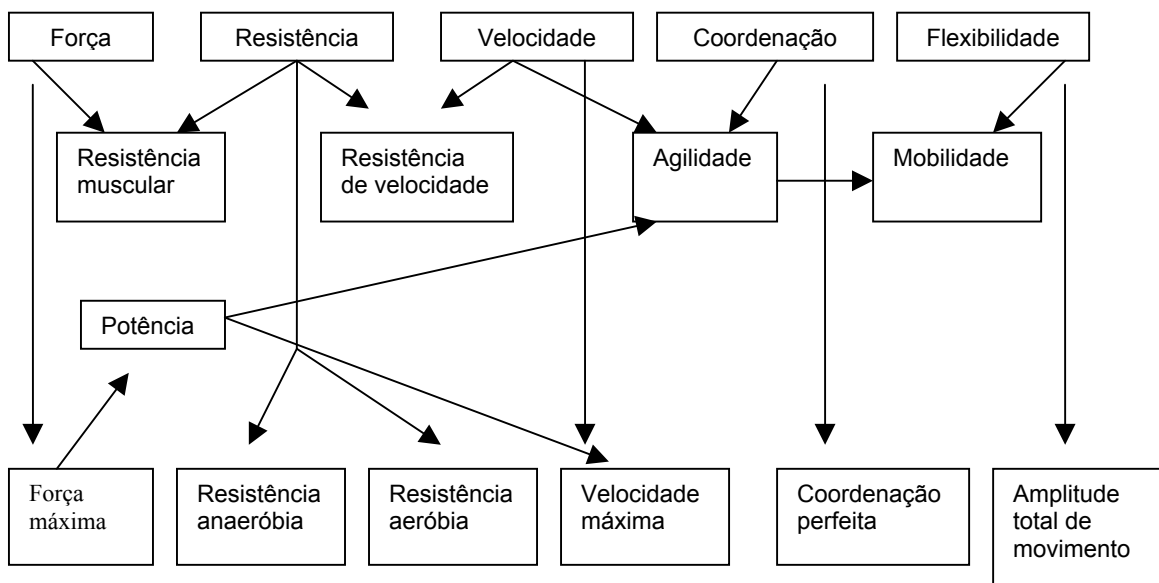 Força
Resistência
Velocidade
Coordenação
Flexibilidade
Resistência
muscular
Resistência
de velocidade
Agilidade
Mobilidade
Potência
Força
máxima
Resistência
anaeróbia
Resistência
aeróbia
Velocidade
máxima
Coordenação
perfeita
Amplitude
total de
movimento